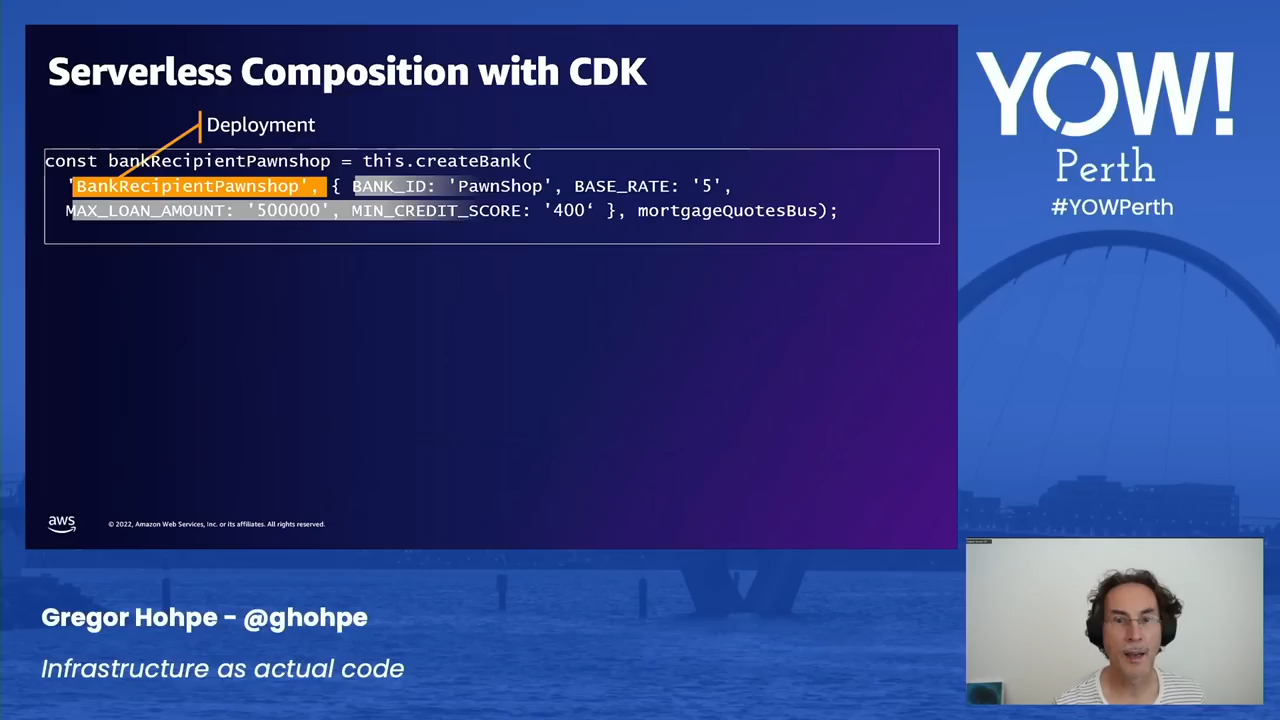 Serverless Composition with CDK
Deployment
const bankRecipientPawnshop = this.createBank(
'BankRecipientPawnshop', { BANK_ID: 'PawnShop', BASE_RATE: '5',
MAX_LOAN_AMOUNT: '500000', MIN_CREDIT_SCORE: '400‘ }, mortgageQuotesBus);
aws
© 2022, Amazon Web Services, Inc. or its affiliates. All rights reserved.
YOW!
Perth
#YOWPerth
Gregor Hohpe - @ghohpe
Infrastructure as actual code